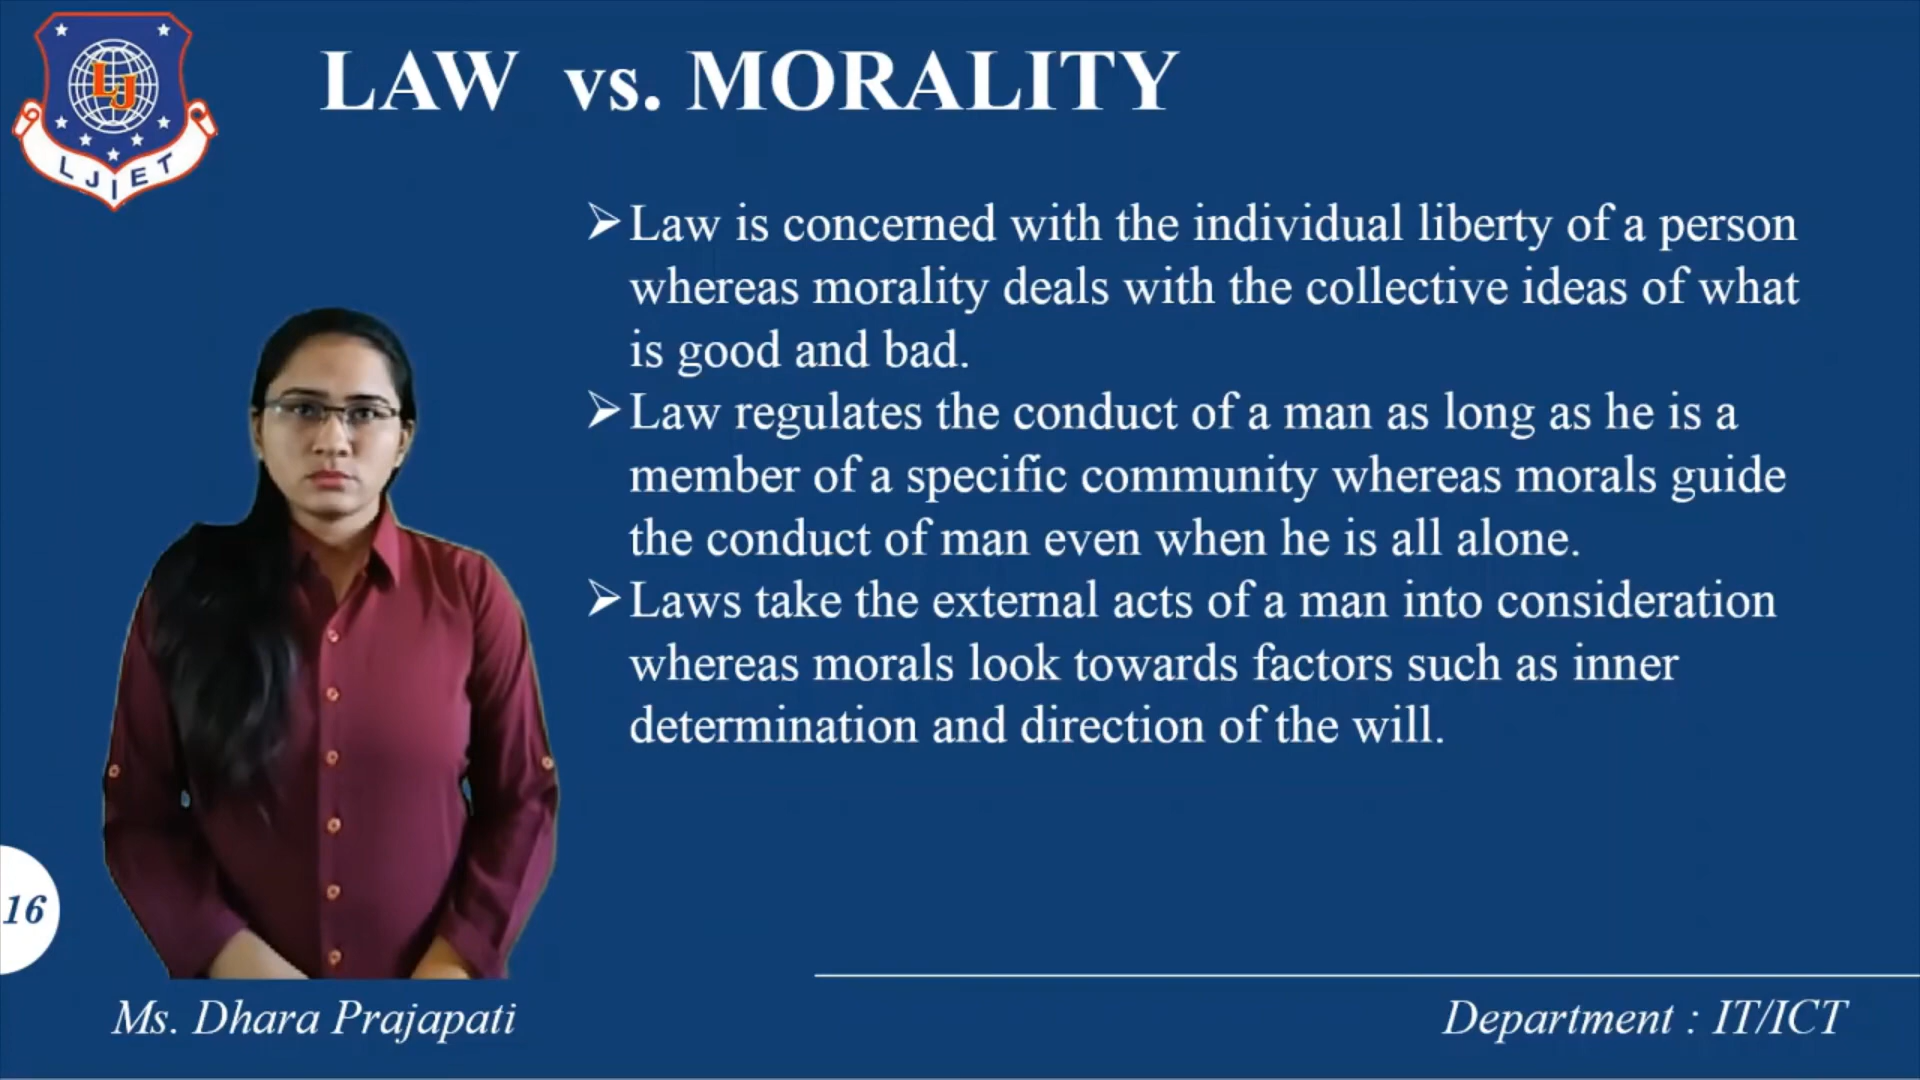 LJ
LJIET
LAW vs. MORALITY
➢Law is concerned with the individual liberty of a person
whereas morality deals with the collective ideas of what
is good and bad.
➢Law regulates the conduct of a man as long as he is a
member of a specific community whereas morals guide
the conduct of man even when he is all alone.
➢Laws take the external acts of a man into consideration
whereas morals look towards factors such as inner
determination and direction of the will.
16
Ms. Dhara Prajapati
Department : IT/ICT